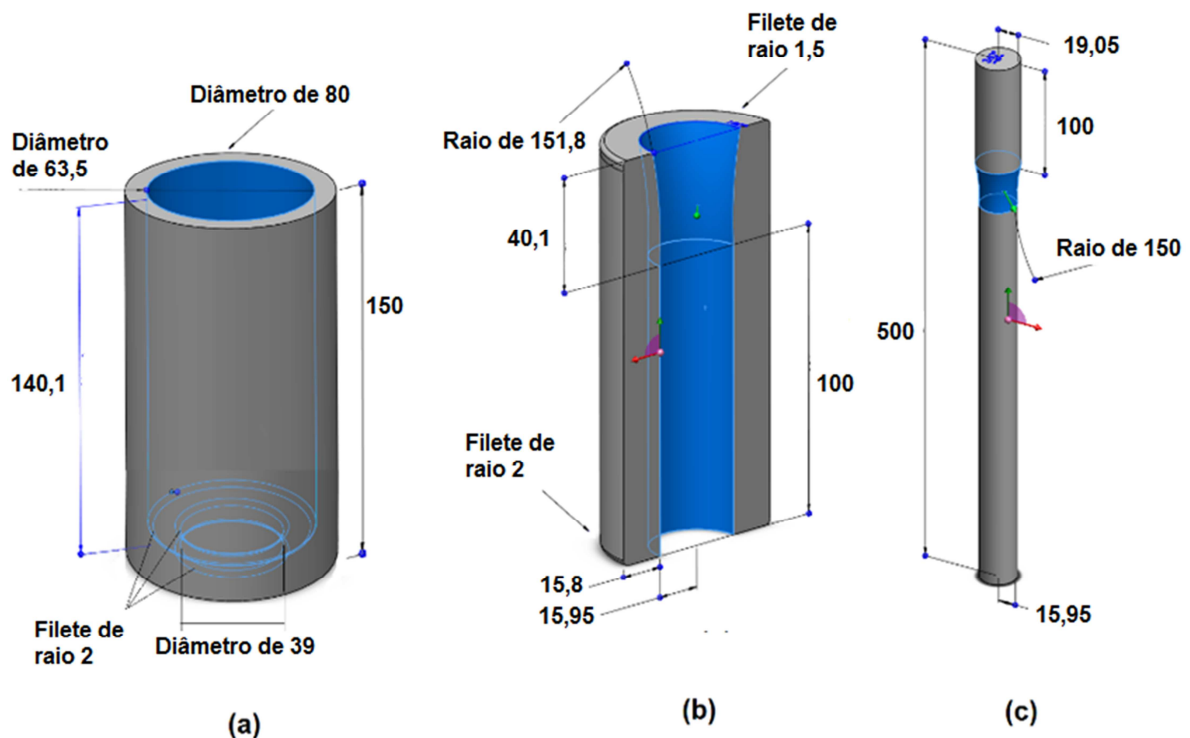 Diâmetro de 80
Diâmetro
de 63,5
140,1
150
Filete de
raio 2
Diâmetro de 39
(a)
Filete de
raio 1,5
Raio de 151,8
40,1
100
Filete de
raio 2
15,8
15,95
(b)
19,05
100
Raio de 150
500
15,95
(c)